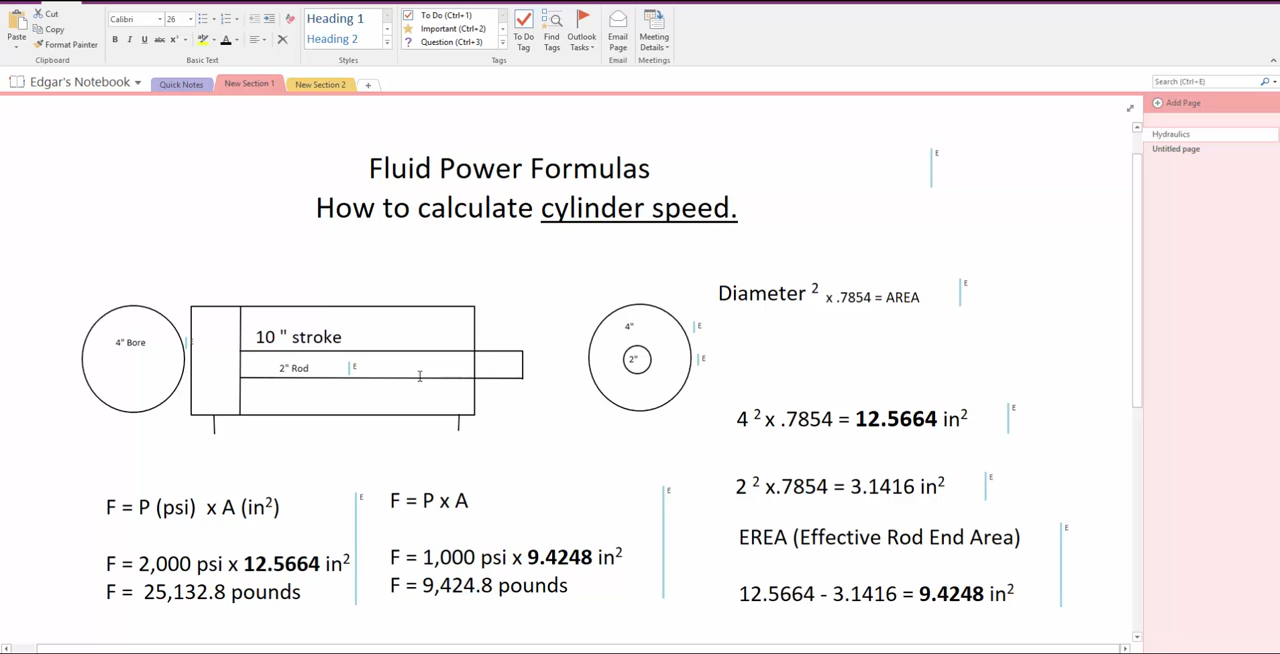 Cut
Copy
Format Painter
Paste
Clipboard
Calibri
26
B I U abc x²
A
Basic Text
Heading 1
Heading 2
Styles
To Do (Ctrl+1)
Important (Ctrl+2)
? Question (Ctrl+3)
Tags
To Do
Tag
Find
Tags
Outlook
Tasks
Email
Page
Email
Meeting
Details
Meetings
Edgar's Notebook
Quick Notes
New Section 1
New Section 2
+
Search (Ctrl+E)
Add Page
Hydraulics
Untitled page
Fluid Power Formulas
E
How to calculate cylinder speed.
Diameter ² x .7854 = AREA
E
4" Bore
E
10 " stroke
2" Rod
E
4"
E
2"
E
4 ² x .7854 = 12.5664 in²
E
2 ² x.7854 = 3.1416 in²
E
EREA (Effective Rod End Area)
E
12.5664 - 3.1416 = 9.4248 in²
F = P (psi)  x A (in²)
E
F = 2,000 psi x 12.5664 in²
F =  25,132.8 pounds
F = P x A
E
F = 1,000 psi x 9.4248 in²
F = 9,424.8 pounds